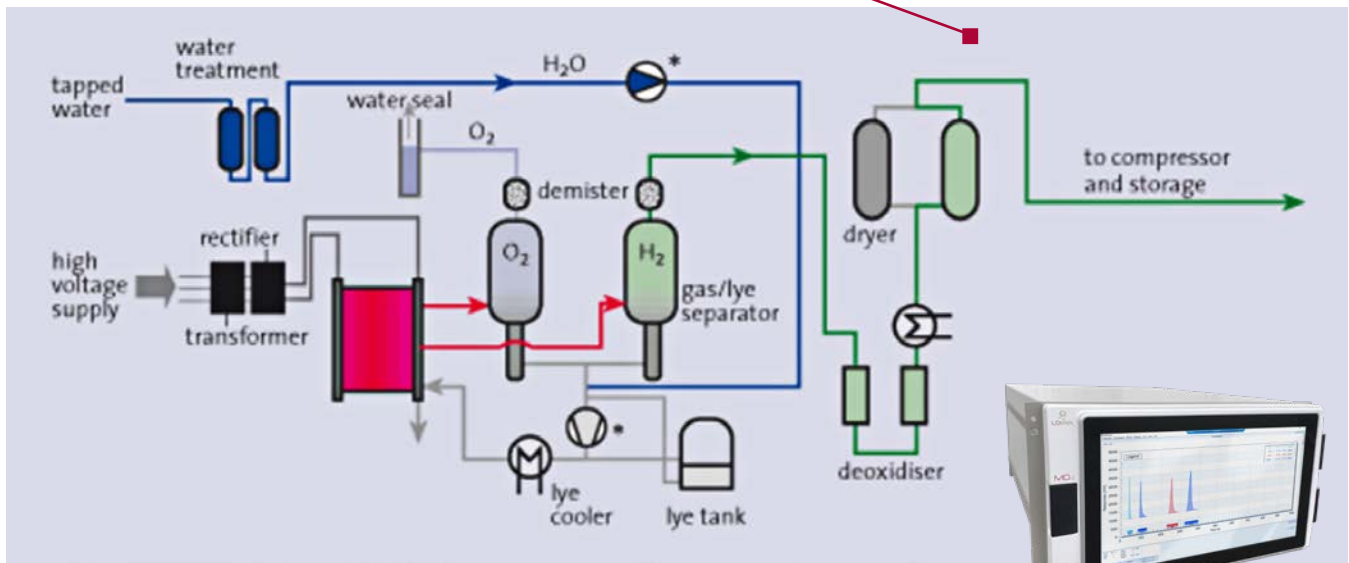 water
treatment
tapped
water
H₂O
*
water seal
O₂
demister
to compressor
and storage
dryer
rectifier
high
voltage
supply
transformer
O₂
H₂
gas/lye
separator
*
lye
cooler
lye tank
deoxidiser